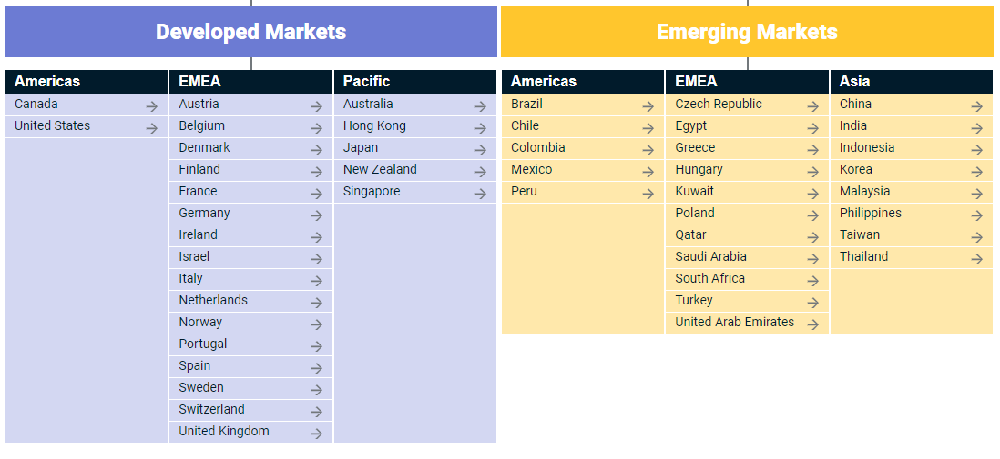 Developed Markets
Emerging Markets
Americas
Canada
United States
EMEA
Austria
Belgium
Denmark
Finland
France
Germany
Ireland
Israel
Italy
Netherlands
Norway
Portugal
Spain
Sweden
Switzerland
United Kingdom
Pacific
Australia
Hong Kong
Japan
New Zealand
Singapore
Americas
Brazil
Chile
Colombia
Mexico
Peru
EMEA
Czech Republic
Egypt
Greece
Hungary
Kuwait
Poland
Qatar
Saudi Arabia
South Africa
Turkey
United Arab Emirates
Asia
China
India
Indonesia
Korea
Malaysia
Philippines
Taiwan
Thailand